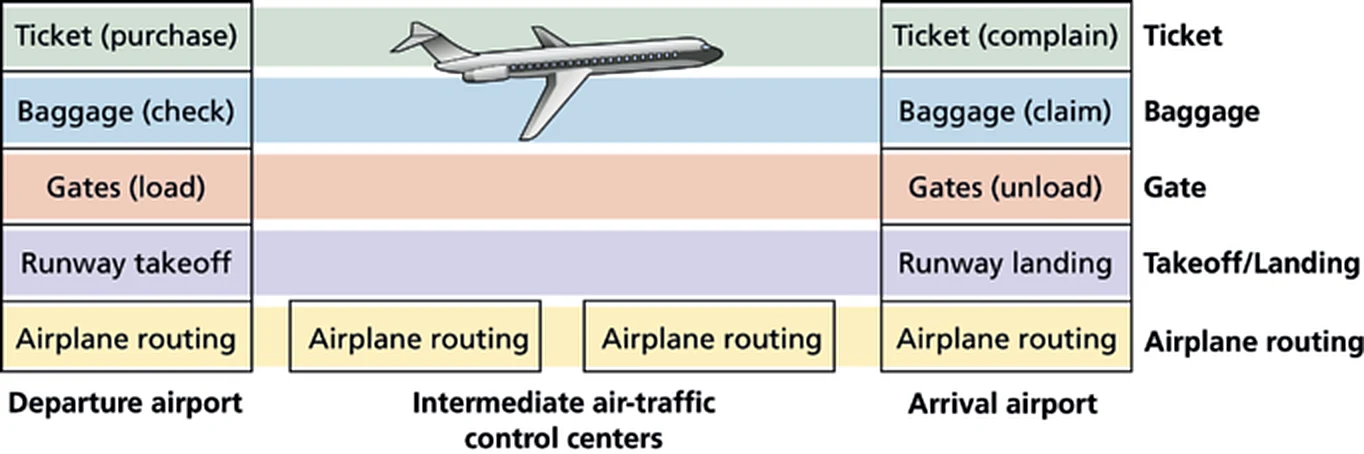 Ticket (purchase)
Ticket (complain)
Ticket
Baggage (check)
Baggage (claim)
Baggage
Gates (load)
Gates (unload)
Gate
Runway takeoff
Runway landing
Takeoff/Landing
Airplane routing
Airplane routing
Airplane routing
Airplane routing
Airplane routing
Departure airport
Intermediate air-traffic
control centers
Arrival airport